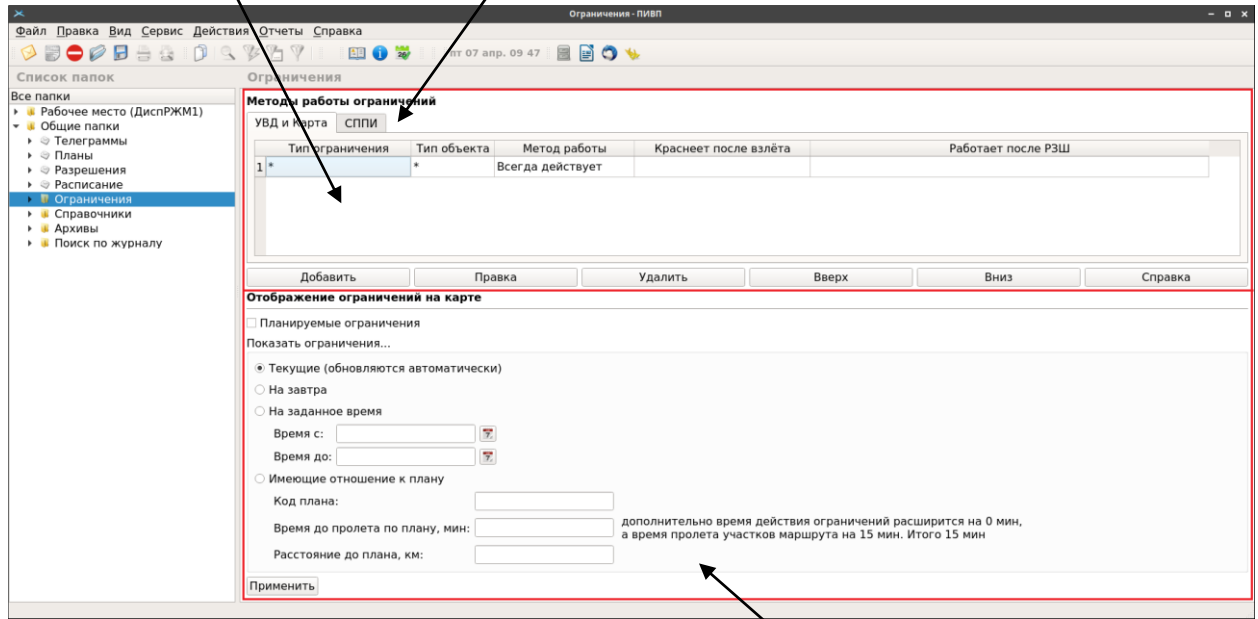 Ограничения - ПИВП
Файл Правка Вид Сервис Действия Отчеты Справка
пт 07 апр. 09 47
Список папок
Ограничения
Все папки
Рабочее место (ДиспРЖМ1)
Общие папки
Телеграммы
Планы
Разрешения
Расписание
Ограничения
Справочники
Архивы
Поиск по журналу
Методы работы ограничений
УВД и Карта СППИ
Тип ограничения Тип объекта Метод работы Краснеет после взлёта Работает после РЗШ
1 * * Всегда действует
Добавить Правка Удалить Вверх Вниз Справка
Отображение ограничений на карте
Планируемые ограничения
Показать ограничения...
Текущие (обновляются автоматически)
На завтра
На заданное время
Время с:
Время до:
Имеющие отношение к плану
Код плана:
Время до пролета по плану, мин:
дополнительно время действия ограничений расширится на 0 мин,
а время пролета участков маршрута на 15 мин. Итого 15 мин
Расстояние до плана, км:
Применить